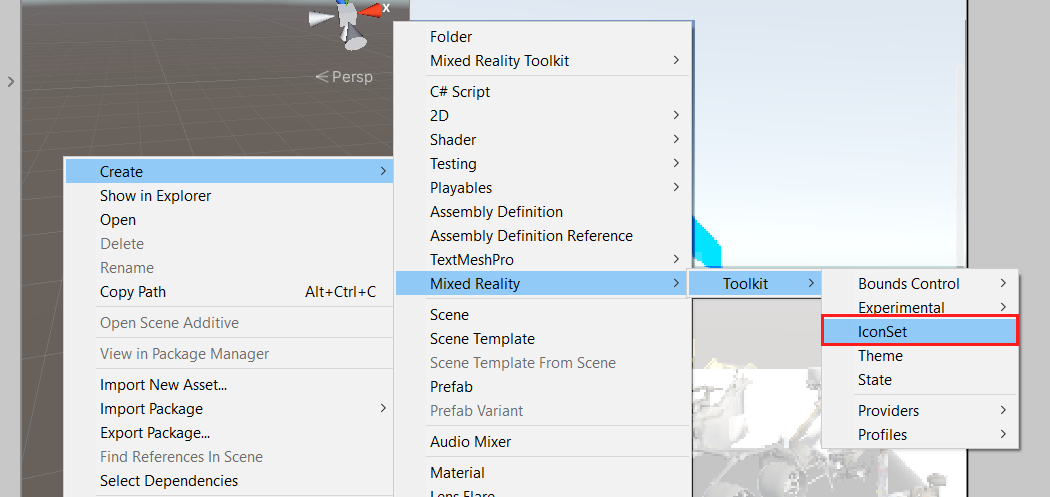 x
Persp
Create
Show in Explorer
Open
Delete
Rename
Copy Path Alt+Ctrl+C
Open Scene Additive
View in Package Manager
Import New Asset...
Import Package
Export Package...
Find References In Scene
Select Dependencies
Folder
Mixed Reality Toolkit
C# Script
2D
Shader
Testing
Playables
Assembly Definition
Assembly Definition Reference
TextMeshPro
Mixed Reality
Scene
Scene Template
Scene Template From Scene
Prefab
Prefab Variant
Audio Mixer
Material
Lens Flare
Toolkit
Bounds Control
Experimental
IconSet
Theme
State
Providers
Profiles